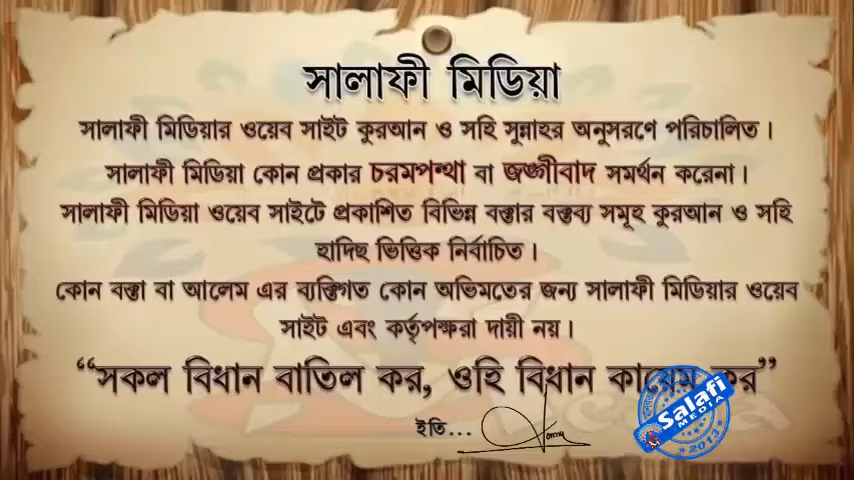 সালাফী মিডিয়া
সালাফী মিডিয়ার ওয়েব সাইট কুরআন ও সহি সুন্নাহর অনুসরণে পরিচালিত।
সালাফী মিডিয়া কোন প্রকার চরমপন্থা বা জঙ্গীবাদ সমর্থন করেনা।
সালাফী মিডিয়া ওয়েব সাইটে প্রকাশিত বিভিন্ন বক্তার বক্তব্য সমূহ কুরআন ও সহি
হাদিছ ভিত্তিক নির্বাচিত।
কোন বক্তা বা আলেম এর ব্যক্তিগত কোন অভিমতের জন্য সালাফী মিডিয়ার ওয়েব
সাইট এবং কর্তৃপক্ষরা দায়ী নয়।
“সকল বিধান বাতিল কর, ওহি বিধান কায়েম কর”
ইতি...
Salafi
MEDIA
2013